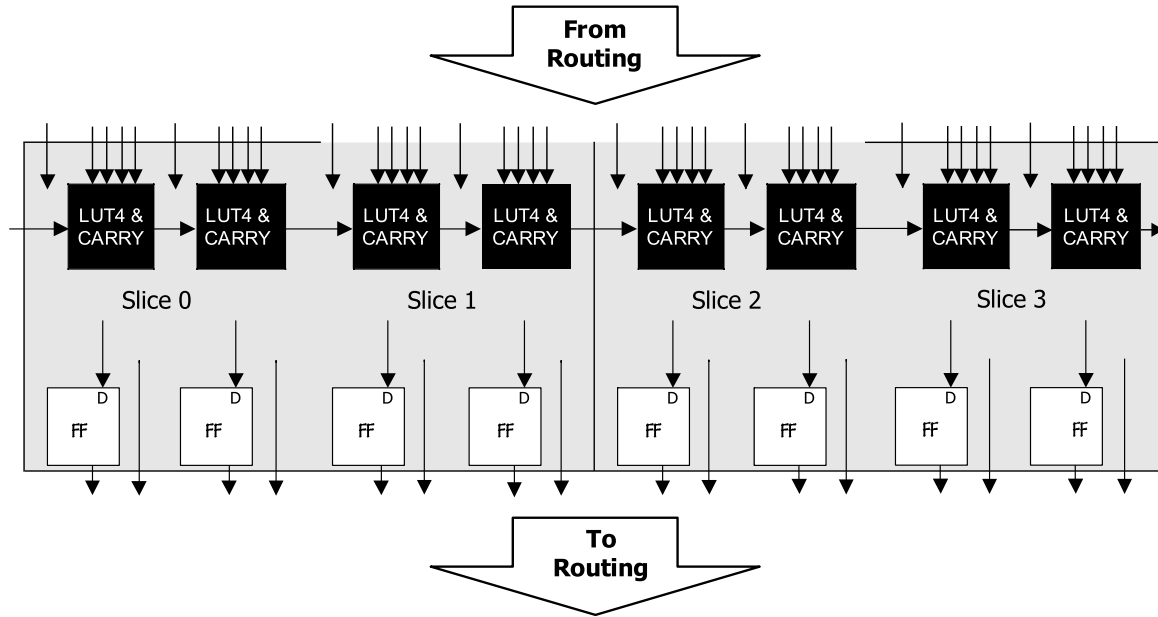 From
Routing
LUT4 &
CARRY
LUT4 &
CARRY
LUT4 &
CARRY
LUT4 &
CARRY
LUT4 &
CARRY
LUT4 &
CARRY
LUT4 &
CARRY
LUT4 &
CARRY
Slice 0
Slice 1
Slice 2
Slice 3
D
FF
D
FF
D
FF
D
FF
D
FF
D
FF
D
FF
D
FF
To
Routing